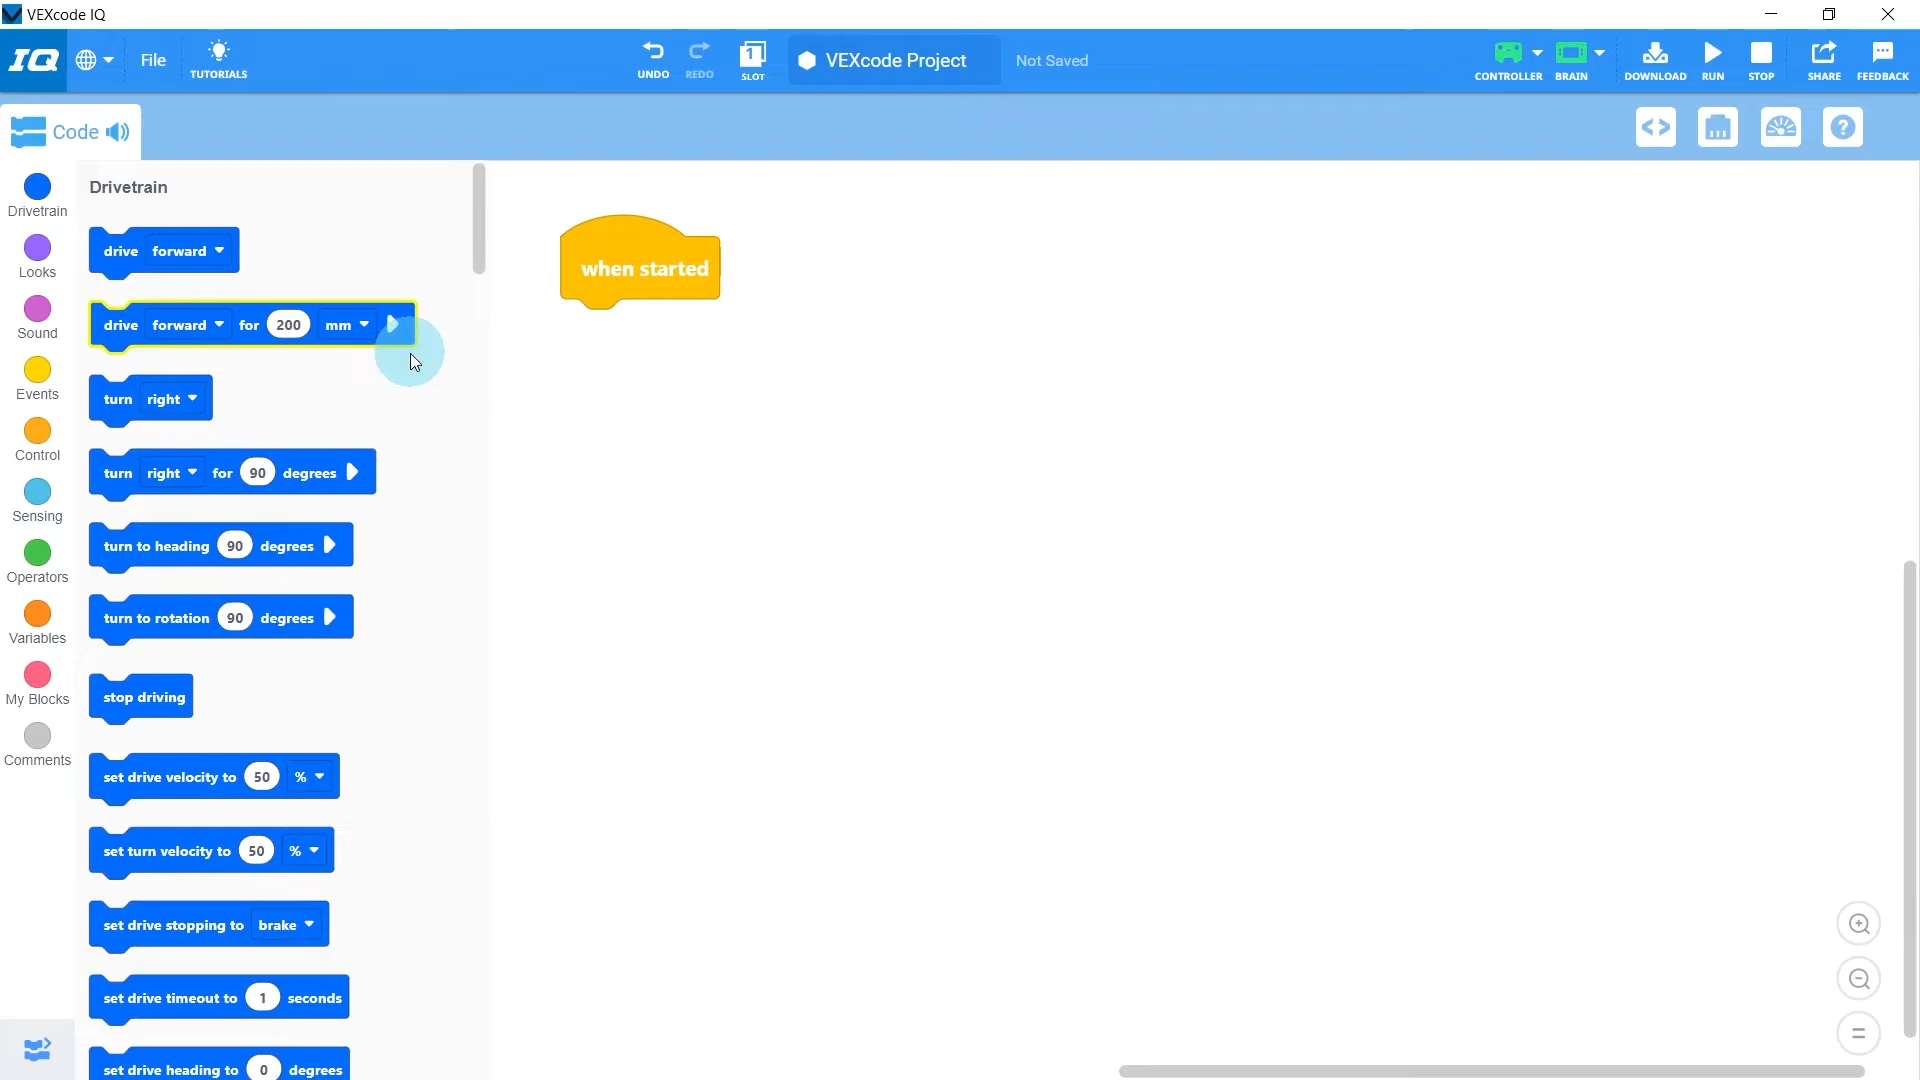 VEXcode IQ
IQ
File
TUTORIALS
UNDO
REDO
1
SLOT
VEXcode Project
Not Saved
CONTROLLER
BRAIN
DOWNLOAD
RUN
STOP
SHARE
FEEDBACK
Code
<>
?
Drivetrain
Looks
Sound
Events
Control
Sensing
Operators
Variables
My Blocks
Comments
Drivetrain
drive forward
drive forward for 200 mm
turn right
turn right for 90 degrees
turn to heading 90 degrees
turn to rotation 90 degrees
stop driving
set drive velocity to 50 %
set turn velocity to 50 %
set drive stopping to brake
set drive timeout to 1 seconds
set drive heading to 0 degrees
when started